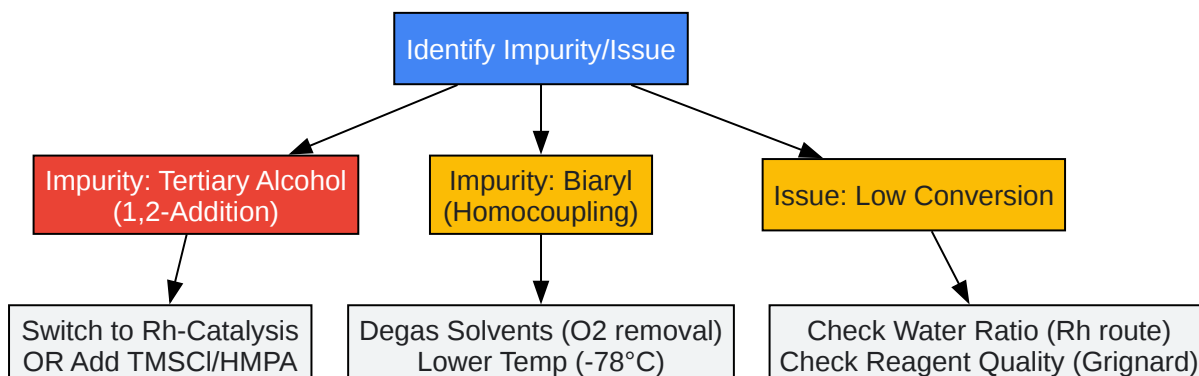 Identify Impurity/Issue
Impurity: Tertiary Alcohol
(1,2-Addition)
Impurity: Biaryl
(Homocoupling)
Issue: Low Conversion
Switch to Rh-Catalysis
OR Add TMSCl/HMPA
Degas Solvents (O2 removal)
Lower Temp (-78°C)
Check Water Ratio (Rh route)
Check Reagent Quality (Grignard)